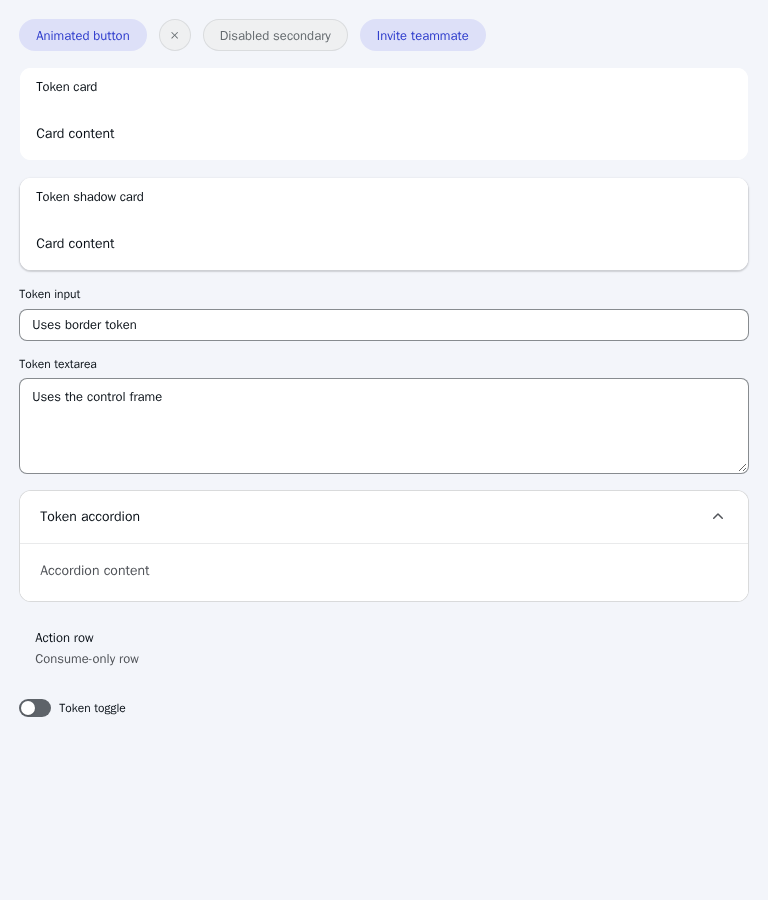 Animated button
×
Disabled secondary
Invite teammate
Token card
Card content
Token shadow card
Card content
Token input
Uses border token
Token textarea
Uses the control frame
Token accordion
Accordion content
Action row
Consume-only row
Token toggle